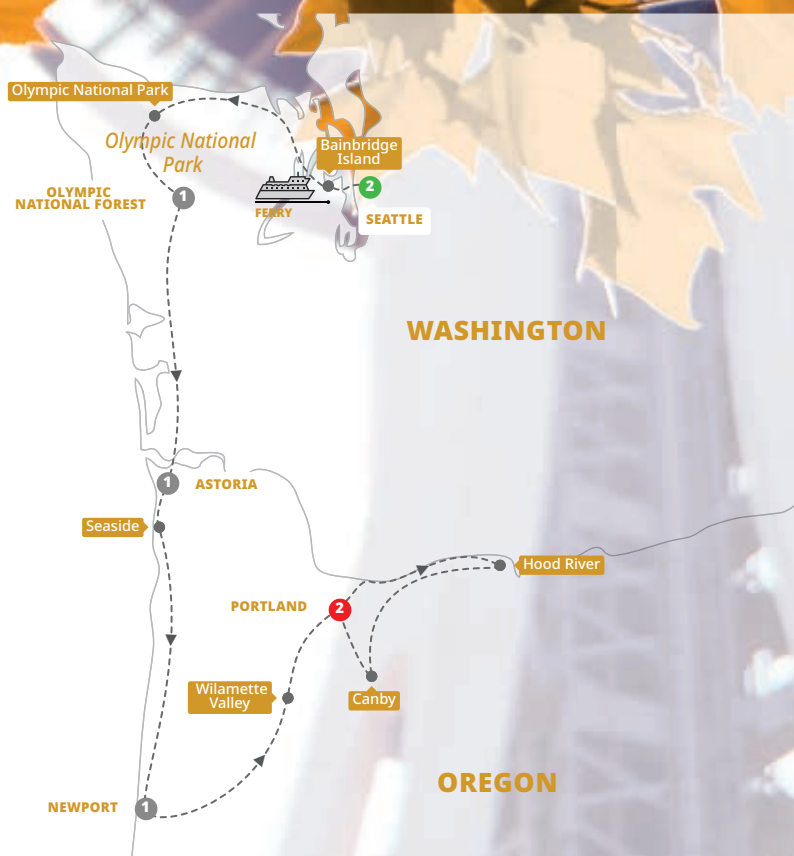 Olympic National Park
Olympic National
Park
Bainbridge
Island
OLYMPIC
NATIONAL FOREST
1
2
FERRY
SEATTLE
WASHINGTON
1
ASTORIA
Seaside
Hood River
PORTLAND
2
Wilamette
Valley
Canby
OREGON
NEWPORT
1